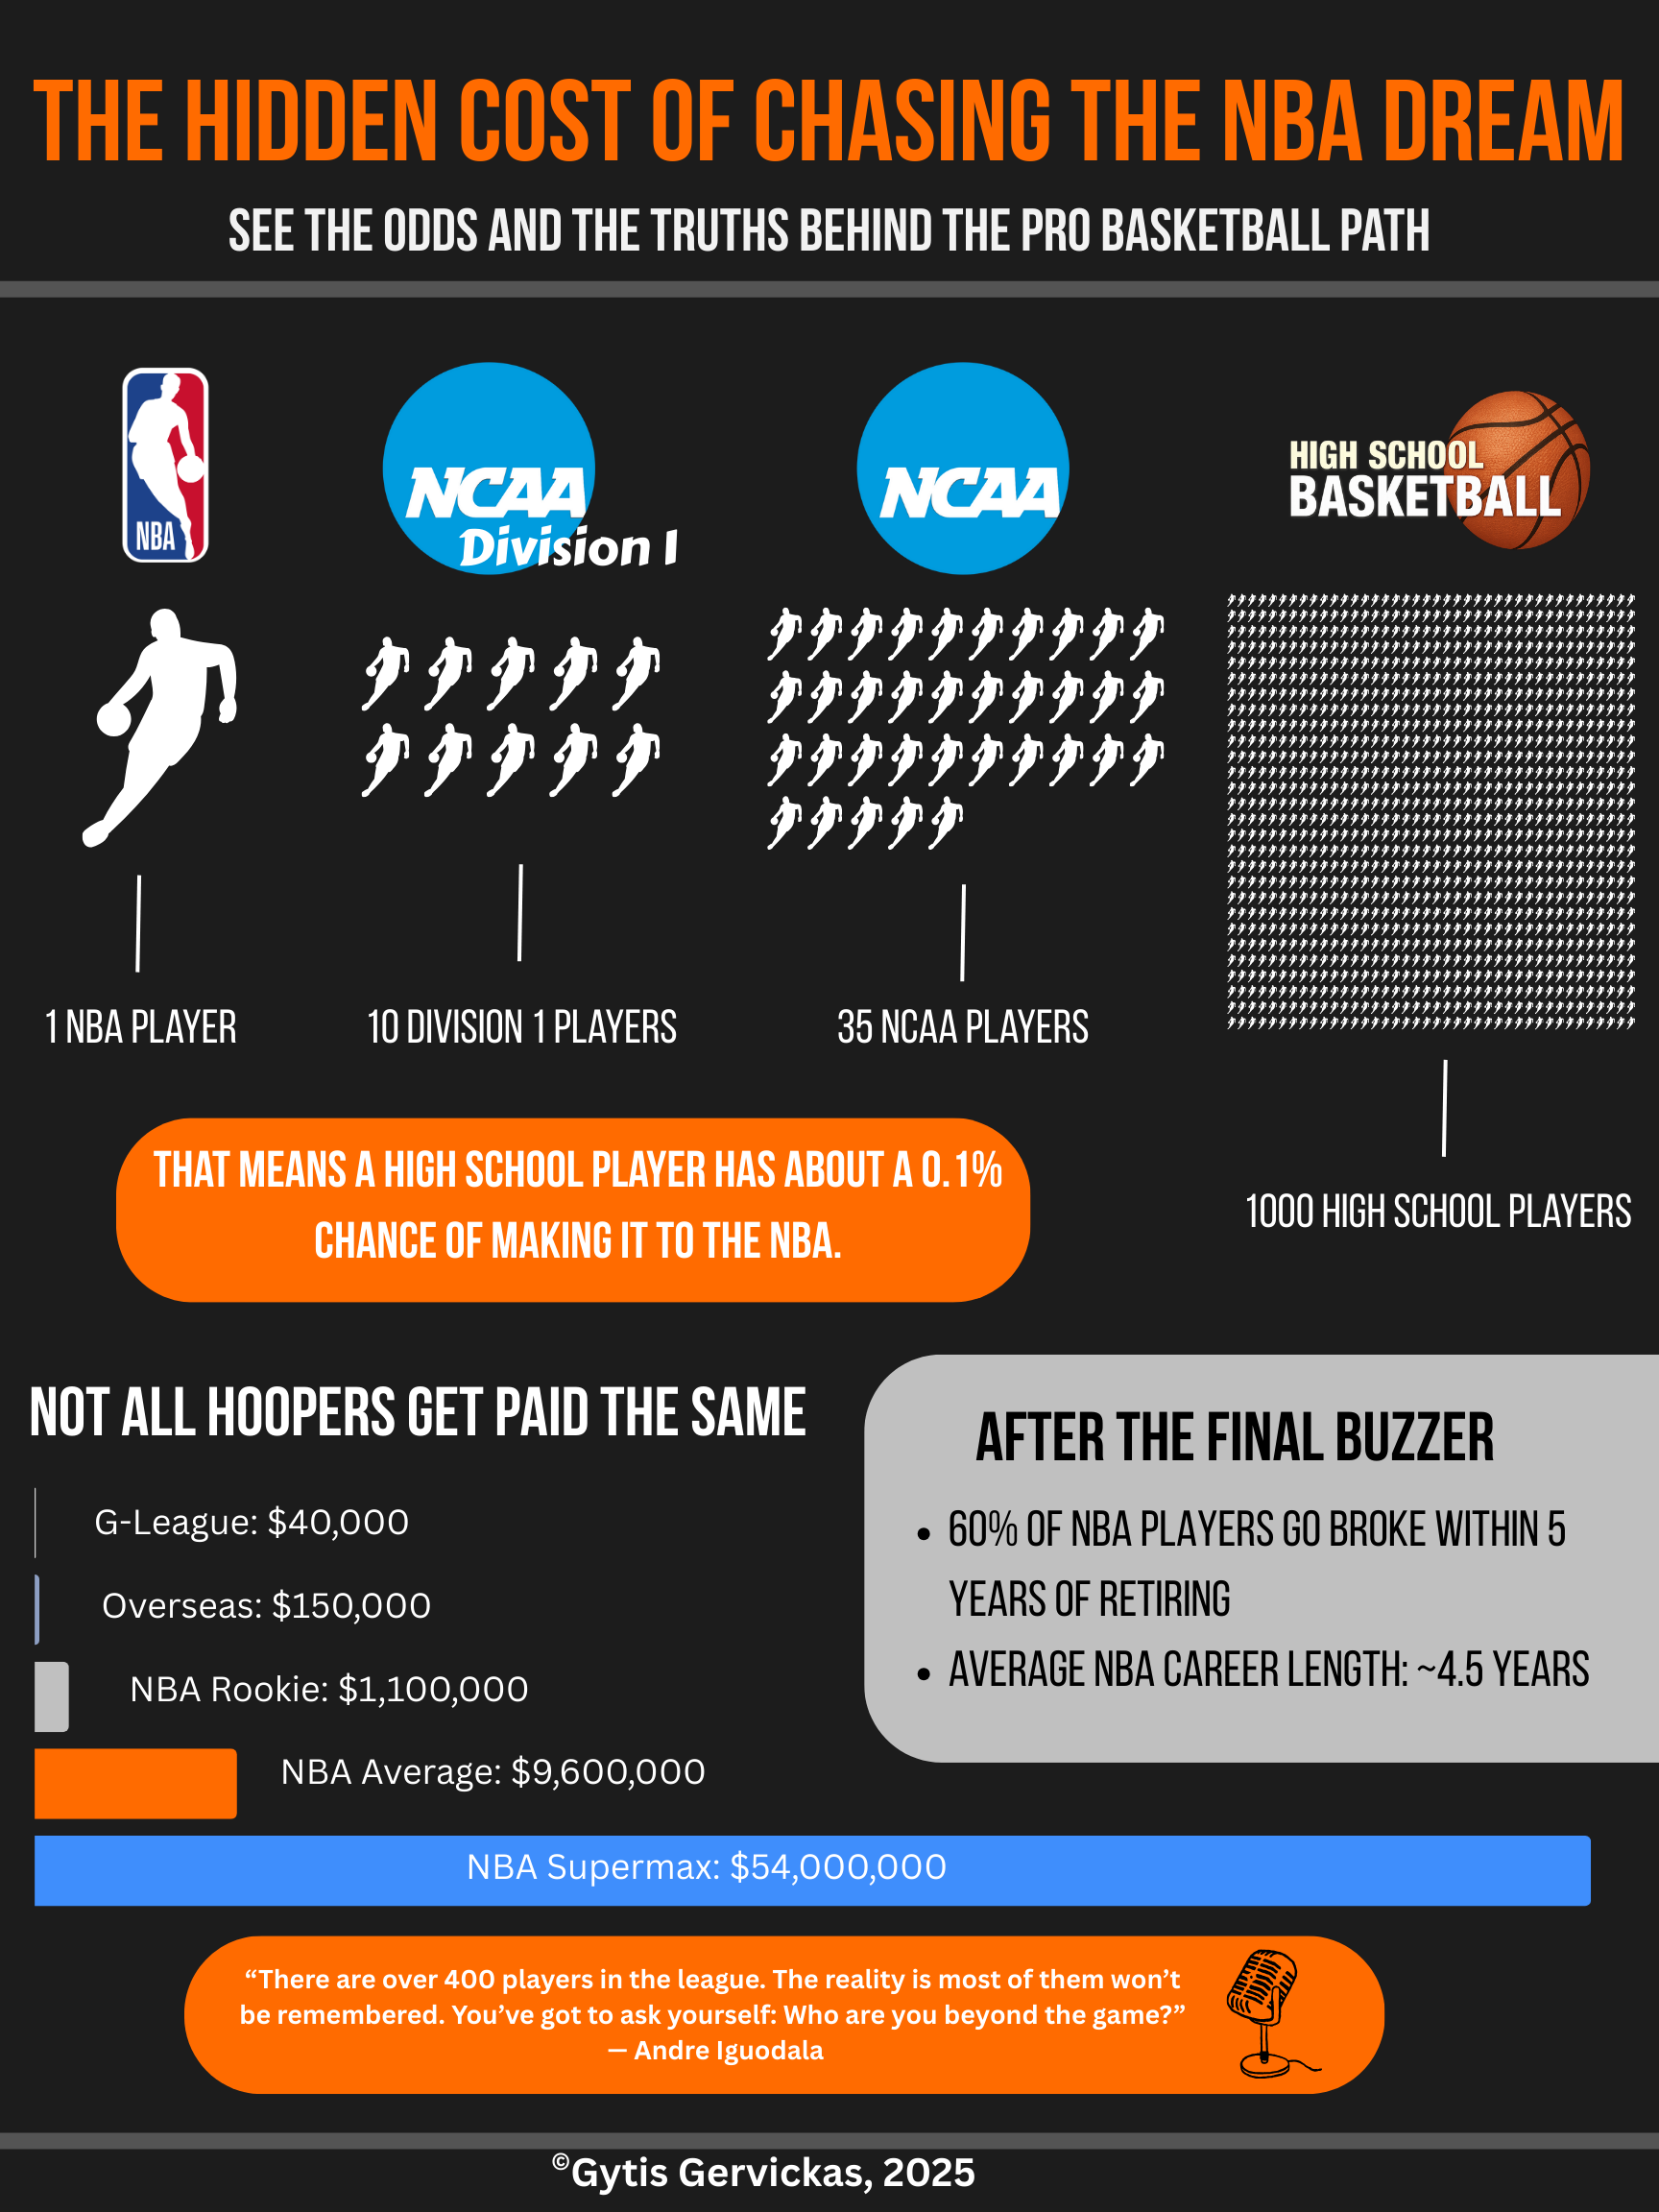 THE HIDDEN COST OF CHASING THE NBA DREAM
SEE THE ODDS AND THE TRUTHS BEHIND THE PRO BASKETBALL PATH
NBA
NCAA
Division I
NCAA
HIGH SCHOOL
BASKETBALL
1 NBA PLAYER
10 DIVISION 1 PLAYERS
35 NCAA PLAYERS
1000 HIGH SCHOOL PLAYERS
THAT MEANS A HIGH SCHOOL PLAYER HAS ABOUT A 0.1%
CHANCE OF MAKING IT TO THE NBA.
NOT ALL HOOPERS GET PAID THE SAME
G-League: $40,000
Overseas: $150,000
NBA Rookie: $1,100,000
NBA Average: $9,600,000
NBA Supermax: $54,000,000
AFTER THE FINAL BUZZER
• 60% OF NBA PLAYERS GO BROKE WITHIN 5
YEARS OF RETIRING
• AVERAGE NBA CAREER LENGTH: ~4.5 YEARS
“There are over 400 players in the league. The reality is most of them won’t
be remembered. You’ve got to ask yourself: Who are you beyond the game?”
— Andre Iguodala
©Gytis Gervickas, 2025